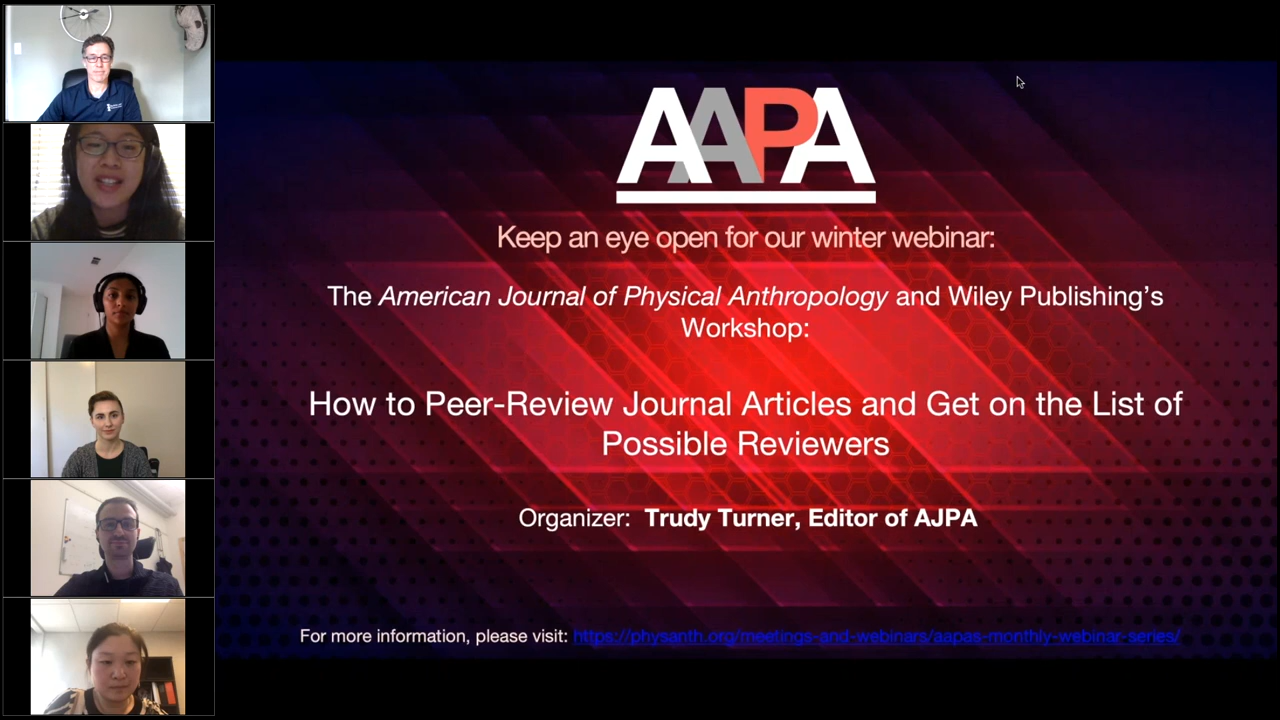 AAPA
Keep an eye open for our winter webinar:
The American Journal of Physical Anthropology and Wiley Publishing’s
Workshop:
How to Peer-Review Journal Articles and Get on the List of
Possible Reviewers
Organizer: Trudy Turner, Editor of AJPA
For more information, please visit: https://physanth.org/meetings-and-webinars/aapas-monthly-webinar-series/